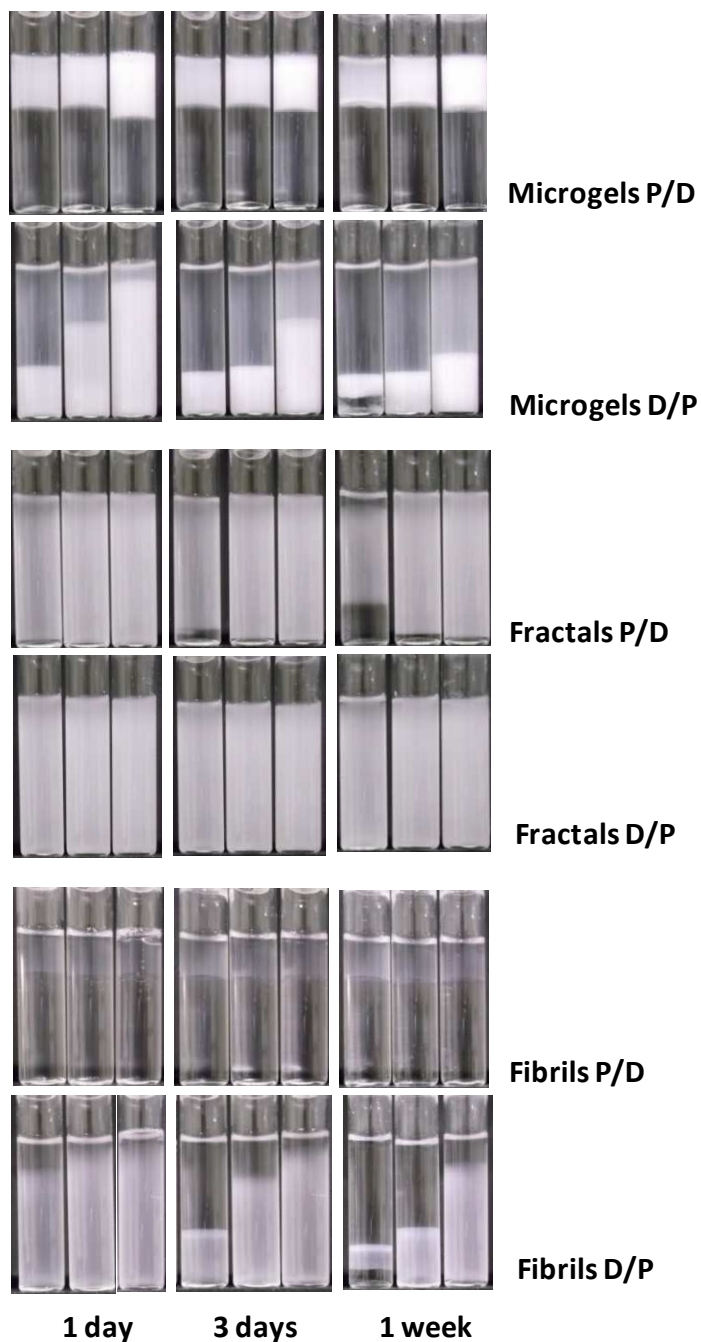 Microgels P/D
Microgels D/P
Fractals P/D
Fractals D/P
Fibrils P/D
Fibrils D/P
1 day 3 days 1 week